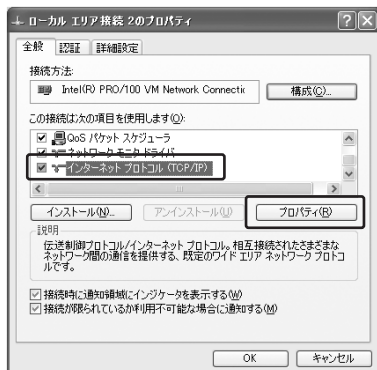 ローカル エリア接続 2のプロパティ
全般 認証 詳細設定
接続方法:
Intel(R) PRO/100 VM Network Connectic 構成(C)...
この接続は次の項目を使用します(O):
QoS パケット スケジューラ
ネットワーク モニタ ドライバ
インターネット プロトコル (TCP/IP)
インストール(N)... アンインストール(U) プロパティ(R)
説明
伝送制御プロトコル/インターネット プロトコル。相互接続されたさまざまな
ネットワーク間の通信を提供する、既定のワイド エリア ネットワーク プロトコ
ルです。
接続時に通知領域にインジケータを表示する(W)
接続が限られているか利用不可能な場合に通知する(M)
OK キャンセル